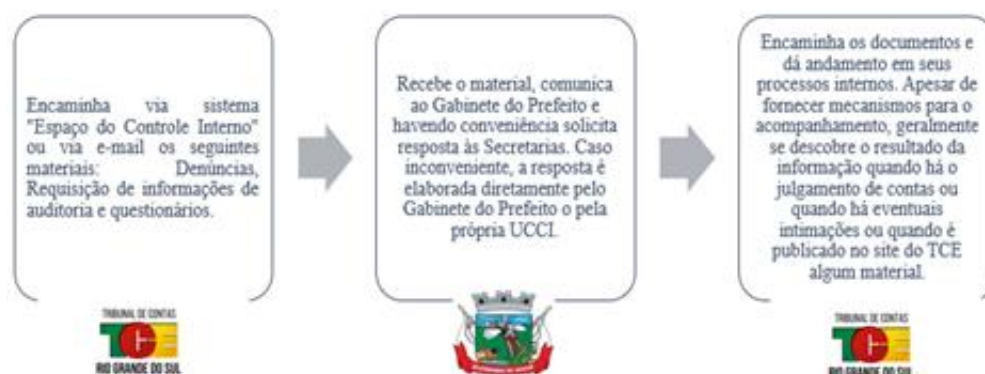 Encaminha via sistema
"Espaço do Controle Interno"
ou via e-mail os seguintes
materiais: Denúncias,
Requisição de informações de
auditoria e questionários.
TRIBUNAL DE CONTAS
TCE
RIO GRANDE DO SUL
Recebe o material, comunica
ao Gabinete do Prefeito e
havendo conveniência solicita
resposta às Secretarias. Caso
inconveniente, a resposta é
elaborada diretamente pelo
Gabinete do Prefeito o pela
própria UCCI.
Encaminha os documentos e
dá andamento em seus
processos internos. Apesar de
fornecer mecanismos para o
acompanhamento, geralmente
se descobre o resultado da
informação quando há o
julgamento de contas ou
quando há eventuais
intimações ou quando é
publicado no site do TCE
algum material.
TRIBUNAL DE CONTAS
TCE
RIO GRANDE DO SUL